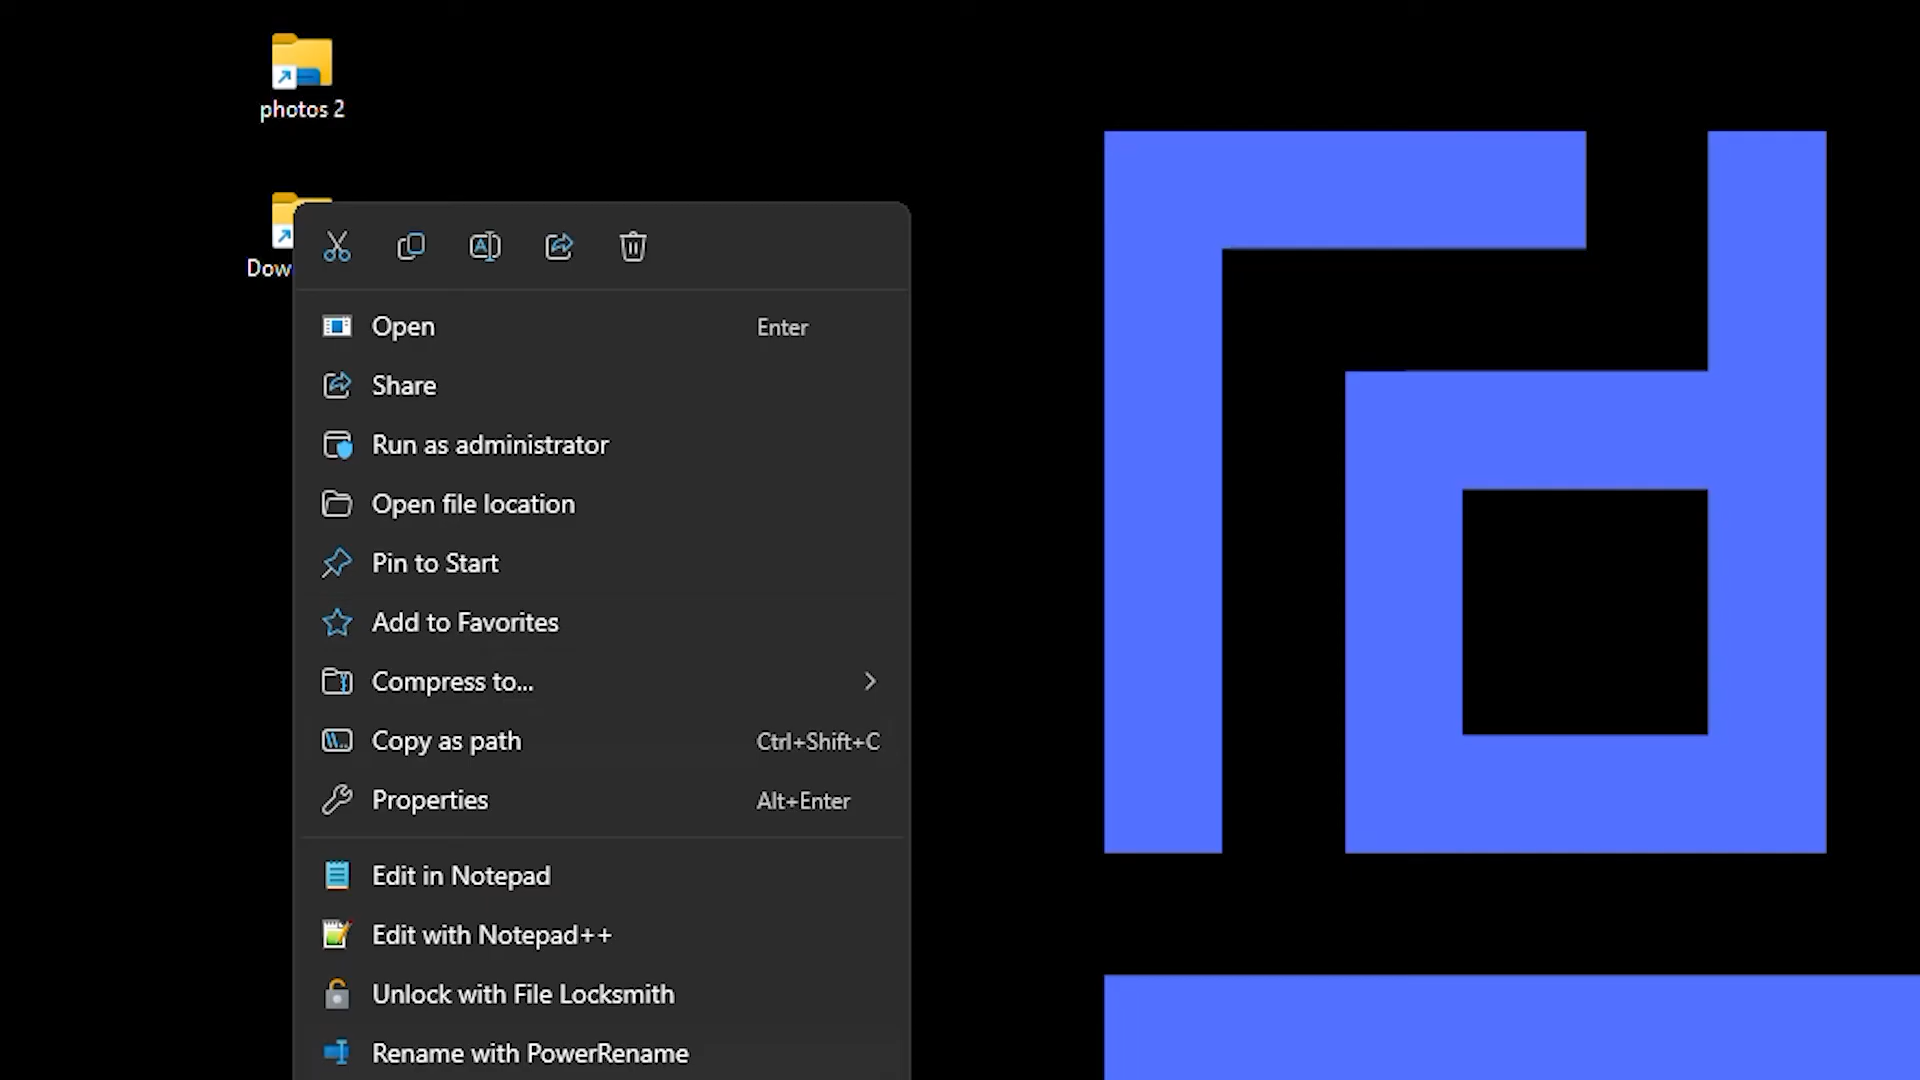 photos 2
Dow
Open Enter
Share
Run as administrator
Open file location
Pin to Start
Add to Favorites
Compress to...
Copy as path Ctrl+Shift+C
Properties Alt+Enter
Edit in Notepad
Edit with Notepad++
Unlock with File Locksmith
Rename with PowerRename